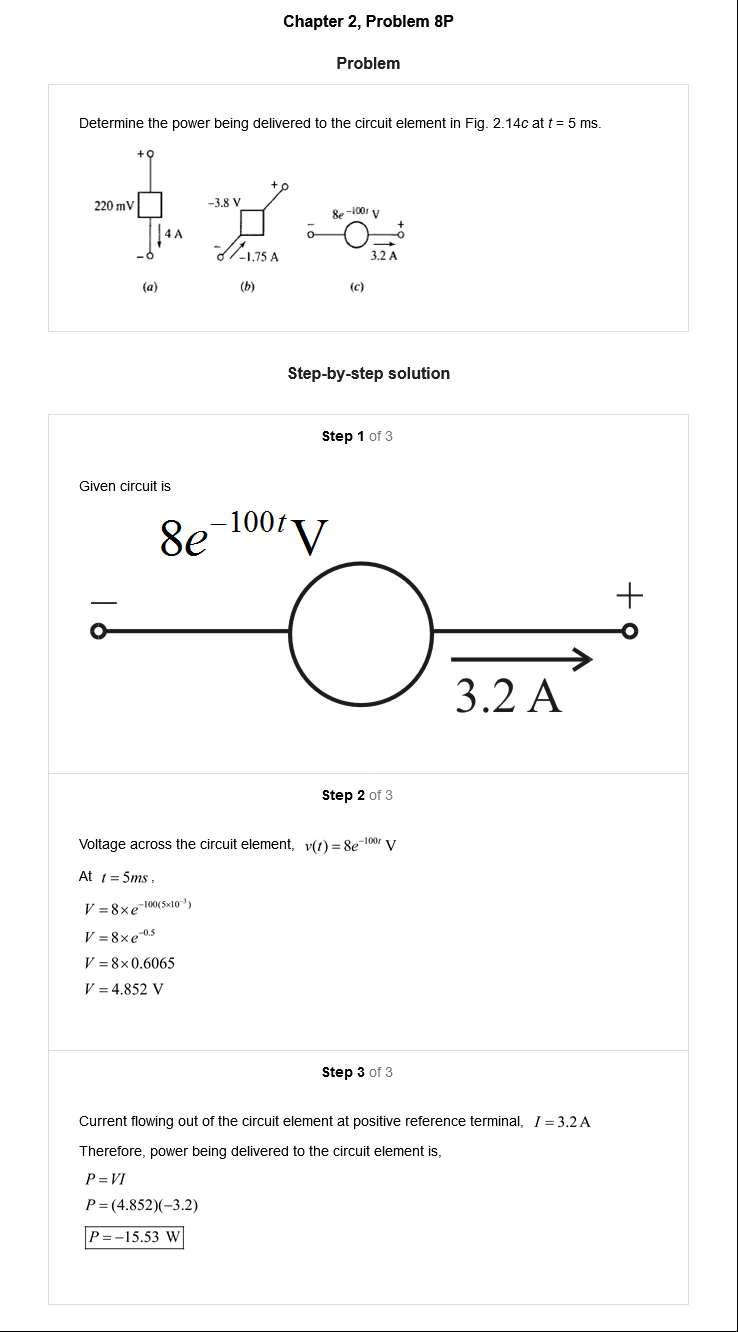 Chapter 2, Problem 8P
Problem
Determine the power being delivered to the circuit element in Fig. 2.14c at t = 5 ms.
+
220 mV
4 A
–
(a)
–3.8 V
+
–
–1.75 A
(b)
8e⁻¹⁰⁰ᵗ V
–
+
3.2 A
(c)
Step-by-step solution
Step 1 of 3
Given circuit is
8e⁻¹⁰⁰ᵗ V
–
+
3.2 A
Step 2 of 3
Voltage across the circuit element, v(t) = 8e⁻¹⁰⁰ᵗ V
At t = 5ms ,
V = 8×e^–100(5×10⁻³)
V = 8×e^–0.5
V = 8×0.6065
V = 4.852 V
Step 3 of 3
Current flowing out of the circuit element at positive reference terminal, I = 3.2 A
Therefore, power being delivered to the circuit element is,
P = VI
P = (4.852)(–3.2)
P = –15.53 W